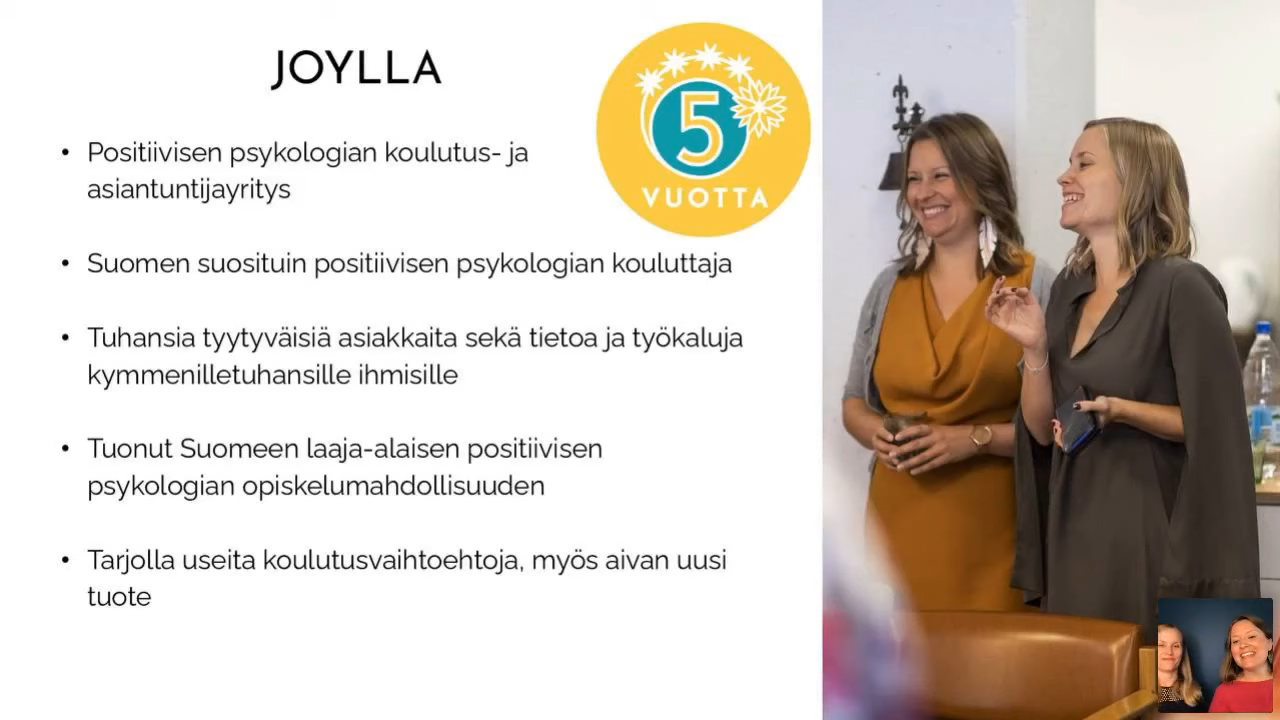 JOYLLA
5
VUOTTA
• Positiivisen psykologian koulutus- ja
asiantuntijayritys
• Suomen suosituin positiivisen psykologian kouluttaja
• Tuhansia tyytyväisiä asiakkaita sekä tietoa ja työkaluja
kymmenilletuhansille ihmisille
• Tuonut Suomeen laaja-alaisen positiivisen
psykologian opiskelumahdollisuuden
• Tarjolla useita koulutusvaihtoehtoja, myös aivan uusi
tuote